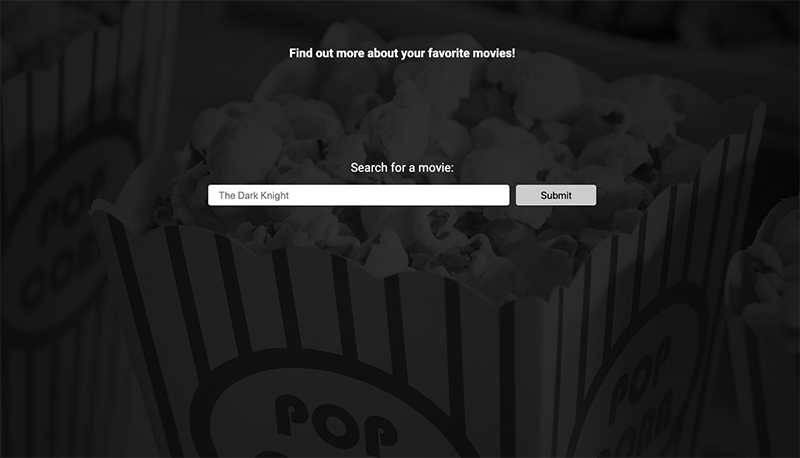 Find out more about your favorite movies!
Search for a movie:
The Dark Knight
Submit
POP
CORN
POP
POP
CORN